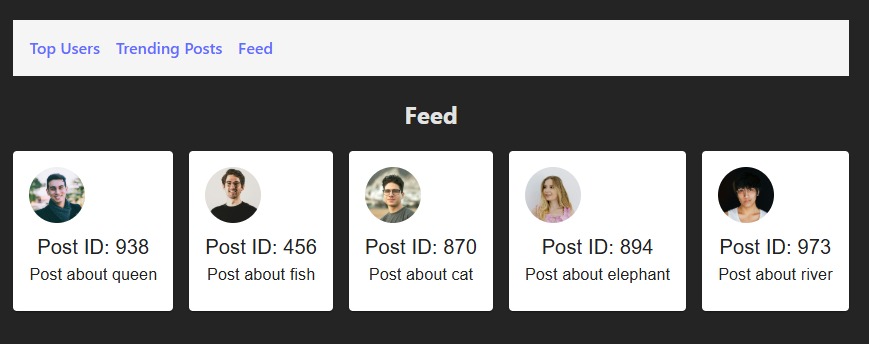 Top Users Trending Posts Feed
Feed
Post ID: 938
Post about queen
Post ID: 456
Post about fish
Post ID: 870
Post about cat
Post ID: 894
Post about elephant
Post ID: 973
Post about river